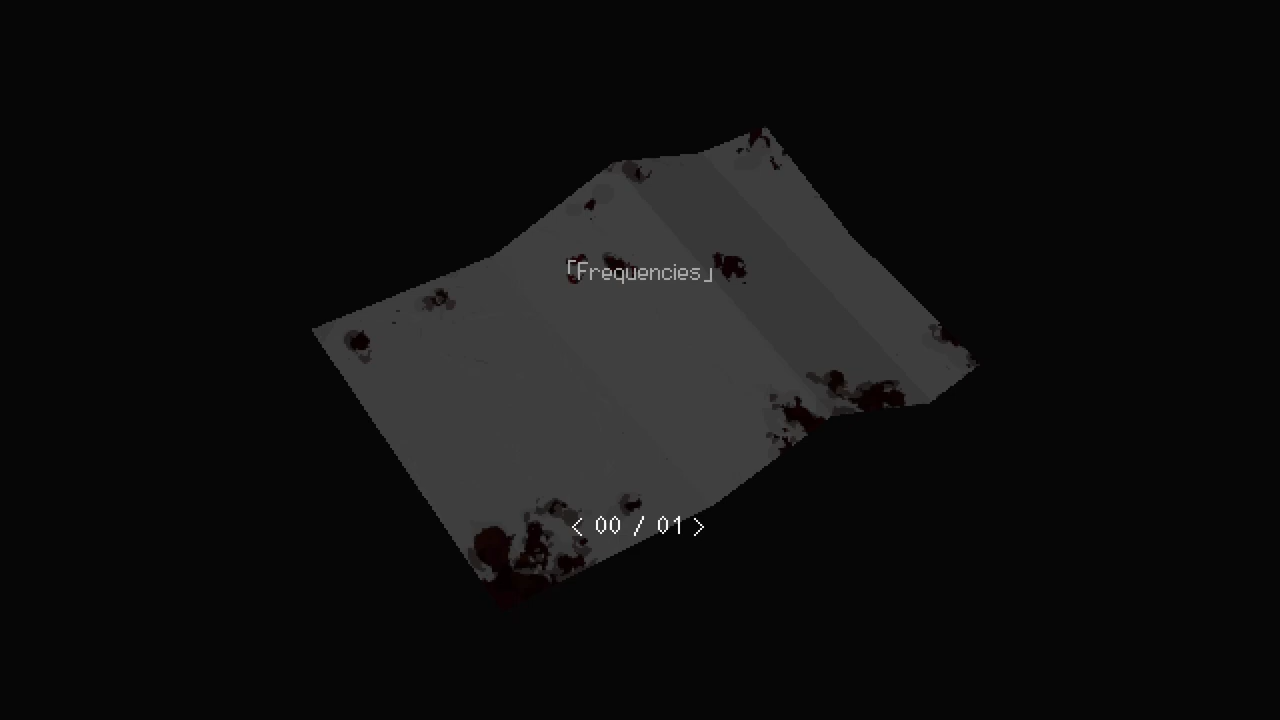 「Frequencies」
< 00 / 01 >